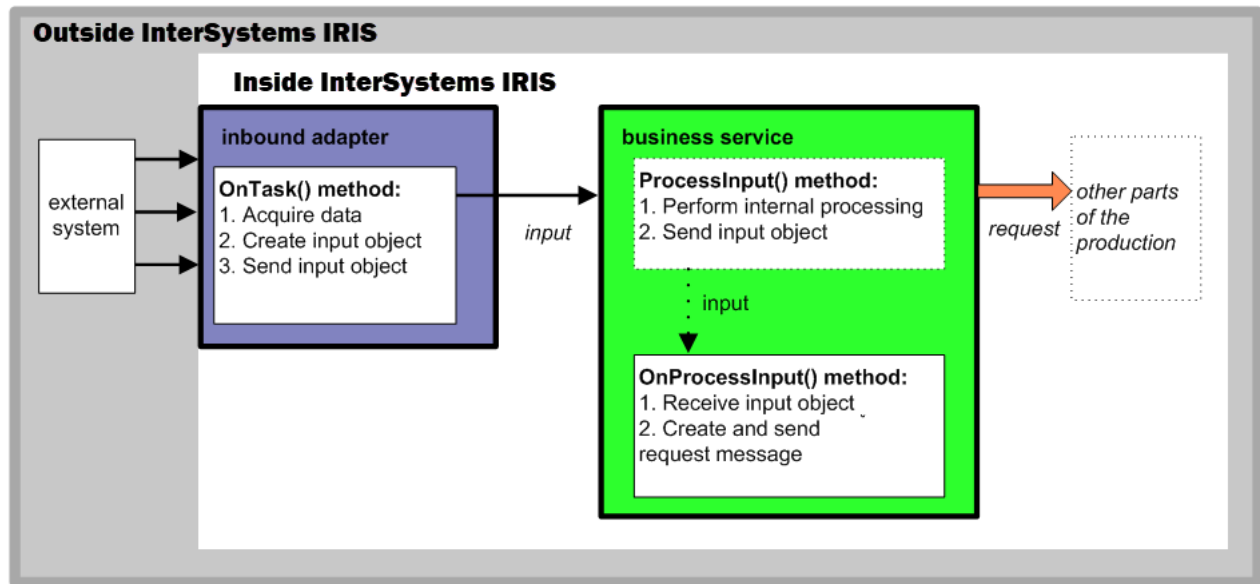 Outside InterSystems IRIS
Inside InterSystems IRIS
external
system
inbound adapter
OnTask() method:
1. Acquire data
2. Create input object
3. Send input object
input
business service
ProcessInput() method:
1. Perform internal processing
2. Send input object
input
OnProcessInput() method:
1. Receive input object
2. Create and send
request message
request
other parts
of the
production